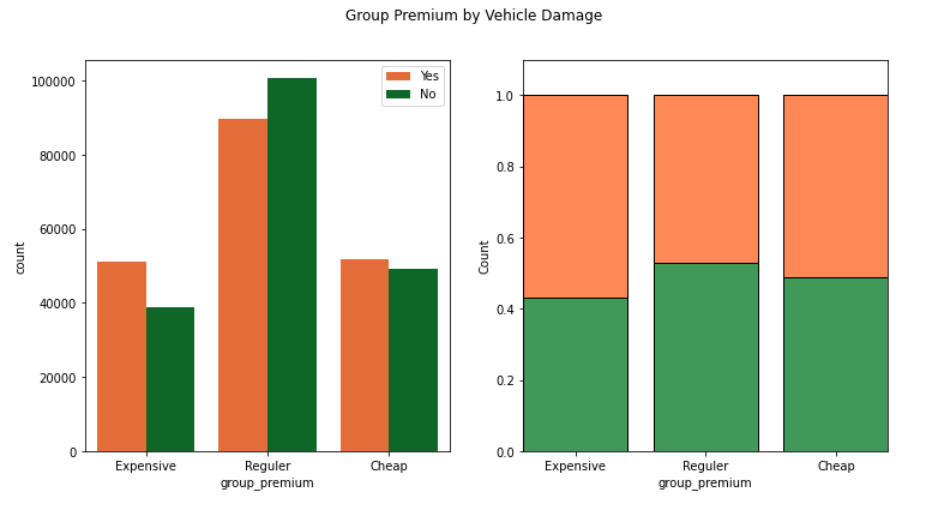 Group Premium by Vehicle Damage
100000
80000
60000
40000
20000
0
count
Yes
No
Expensive
Reguler
Cheap
group_premium
1.0
0.8
0.6
0.4
0.2
0.0
Count
Expensive
Reguler
Cheap
group_premium